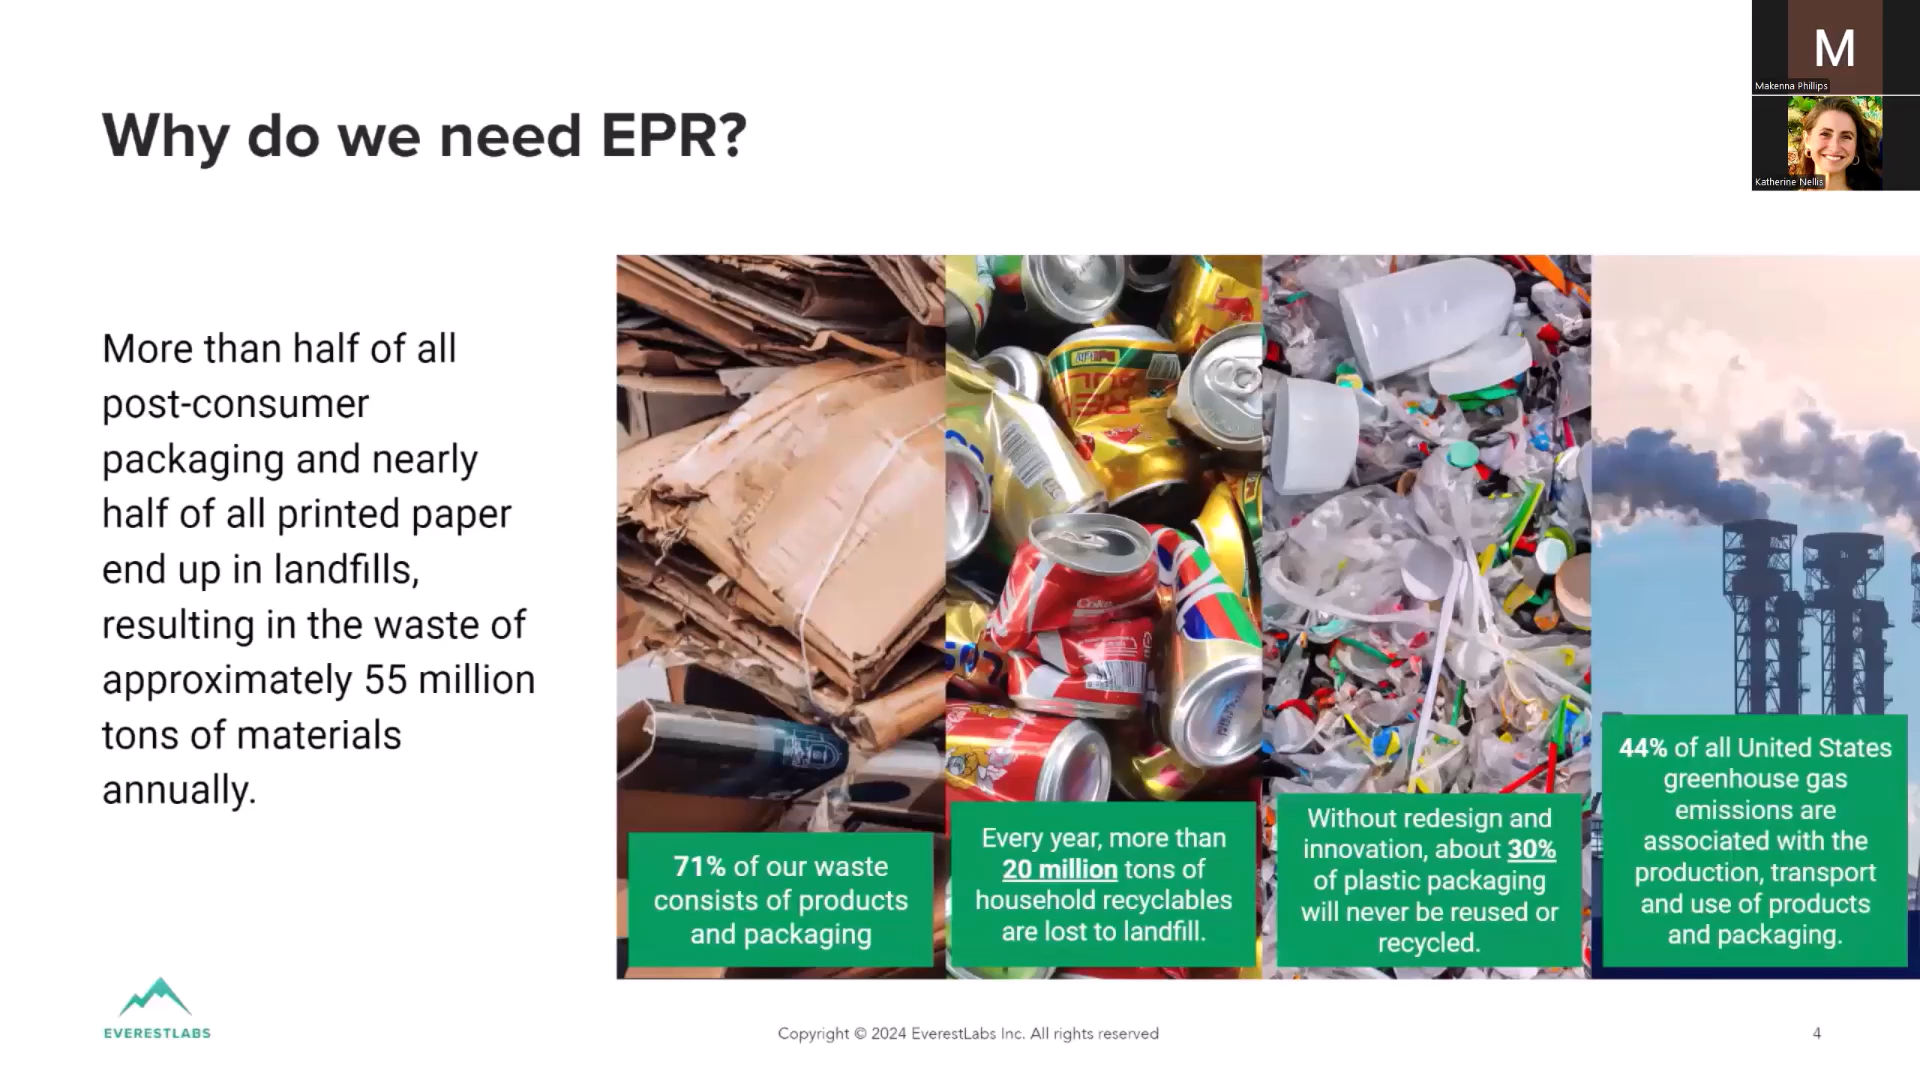 M
Makenna Phillips
Katherine Nellis
Why do we need EPR?
More than half of all
post-consumer
packaging and nearly
half of all printed paper
end up in landfills,
resulting in the waste of
approximately 55 million
tons of materials
annually.
71% of our waste
consists of products
and packaging
Every year, more than
20 million tons of
household recyclables
are lost to landfill.
Without redesign and
innovation, about 30%
of plastic packaging
will never be reused or
recycled.
44% of all United States
greenhouse gas
emissions are
associated with the
production, transport
and use of products
and packaging.
Coke
EVERESTLABS
Copyright © 2024 EverestLabs Inc. All rights reserved
4